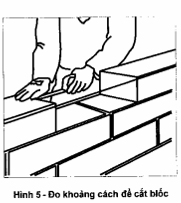 Hình 5 - Đo khoảng cách để cắt blốc